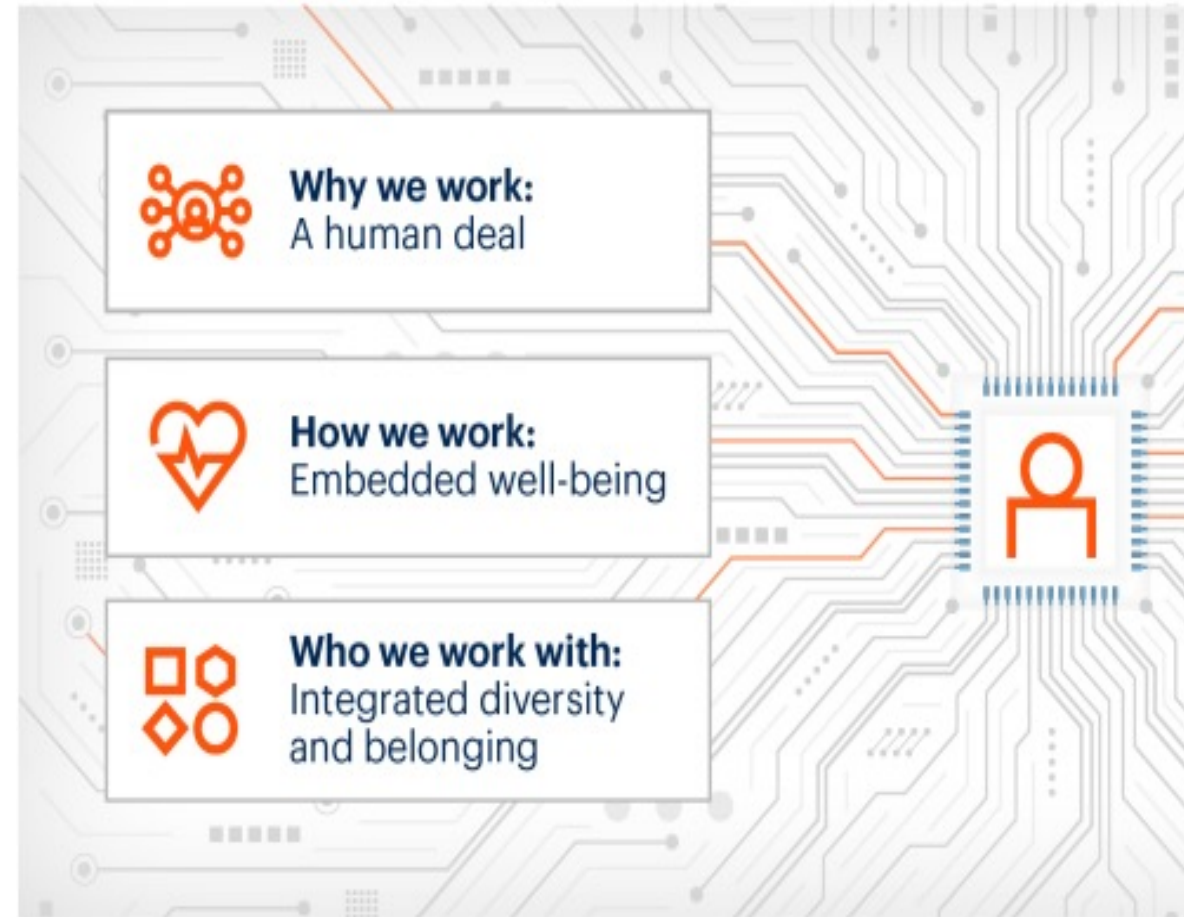 Why we work:
A human deal
How we work:
Embedded well-being
Who we work with:
Integrated diversity
and belonging